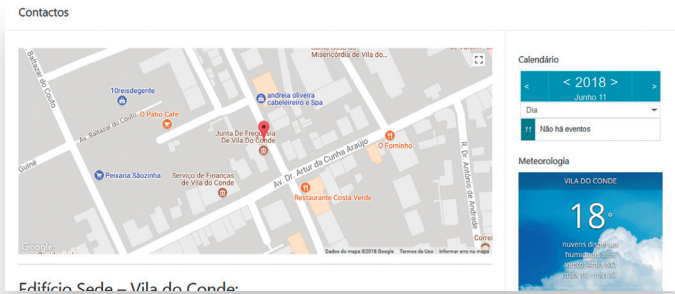 Contactos
Misericórdia de Vila do...
Baltazar do Couto
10reisdegente
andreia oliveira
cabeleireiro e Spa
O Patio Cafe
Av. Baltazar do Couto
Junta De Freguesia
De Vila Do Conde
Guiné
Av. Dr. Artur da Cunha Araújo
O Forninho
R. Dr. António de Andrade
Peixaria Sãozinha
Serviço de Finanças
de Vila do Conde
Restaurante Costa Verde
Correi
Google
Dados do mapa ©2018 Google Termos de Uso Informar erro no mapa
Edifício Sede – Vila do Conde:
Calendário
< < 2018 > >
Junho 11
Dia
11 Não há eventos
Meteorologia
VILA DO CONDE
18°
nuvens dispersas